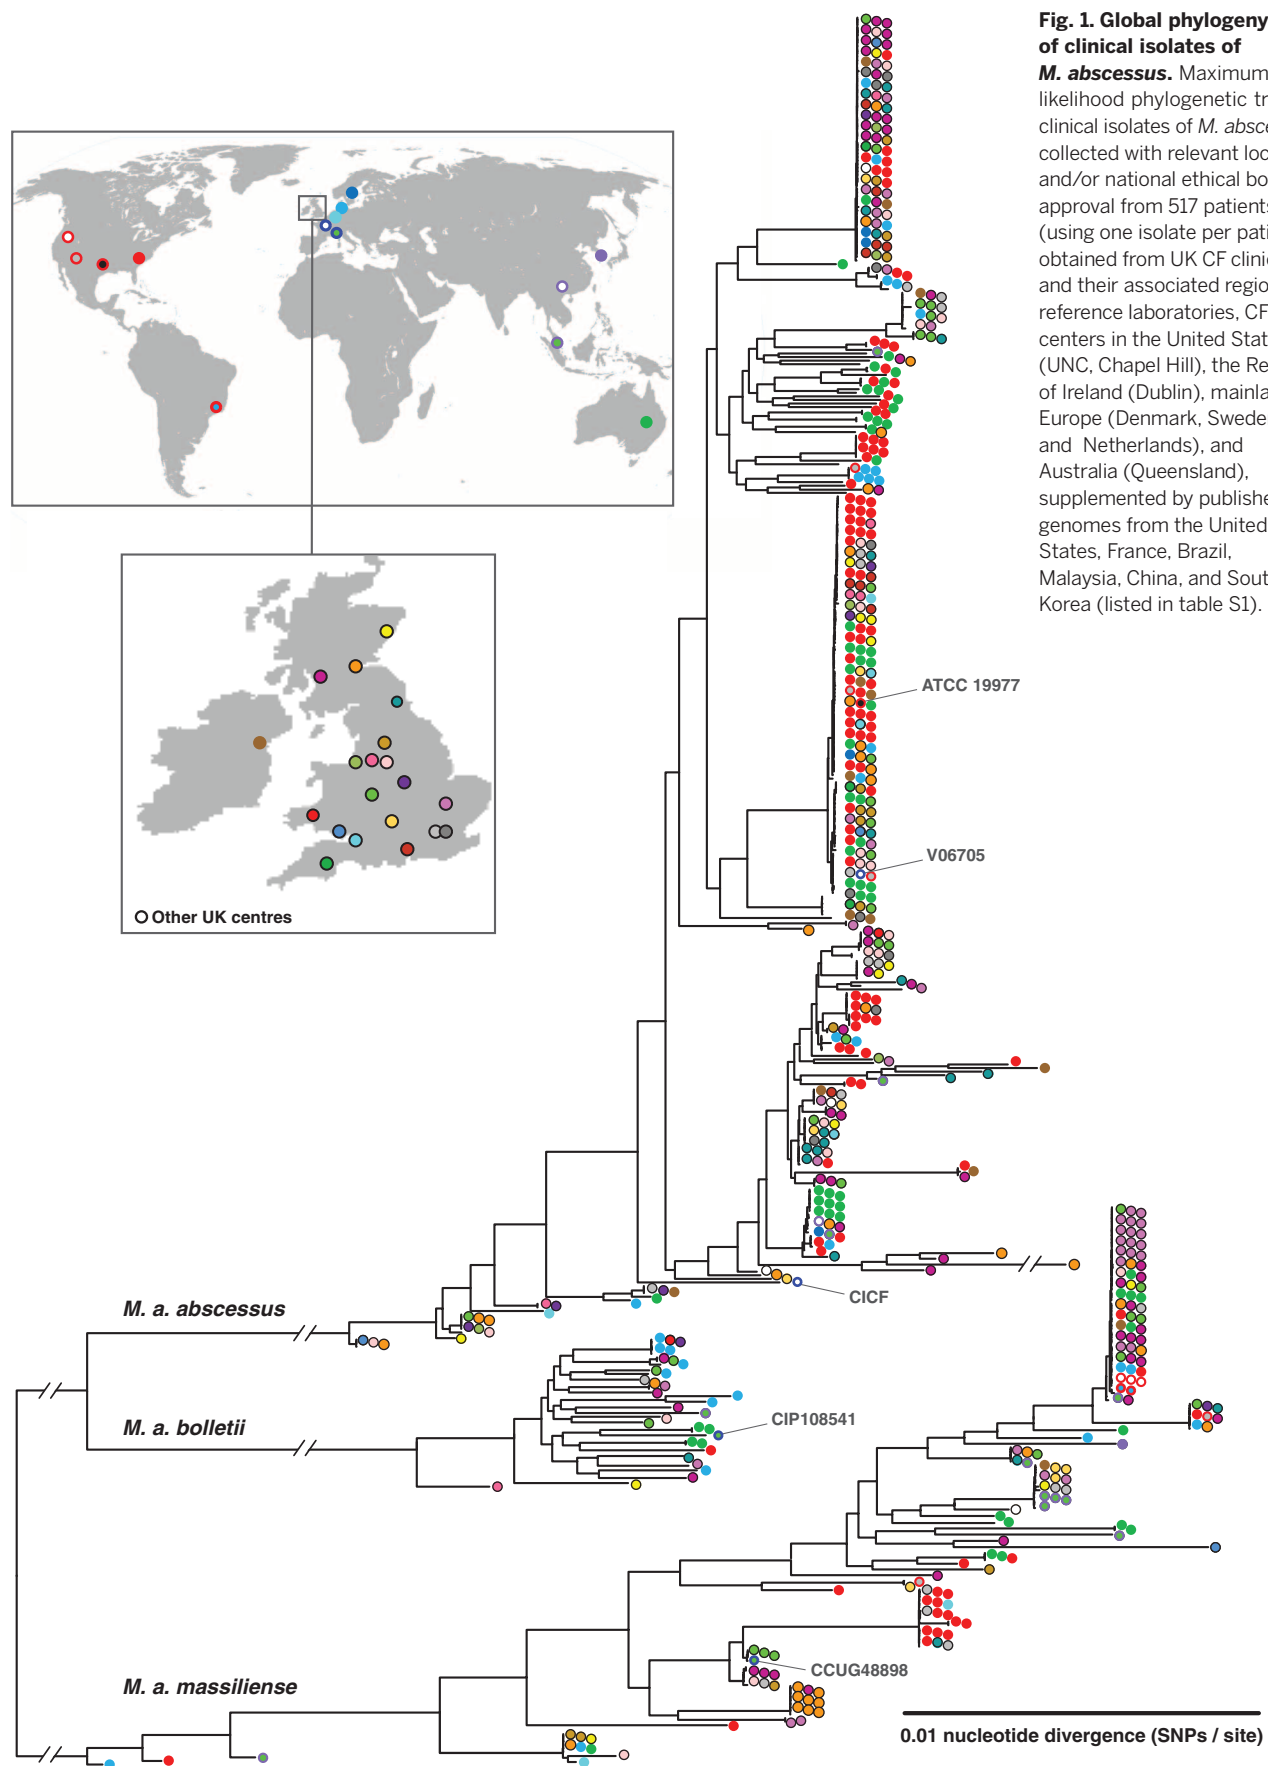 Fig. 1. Global phylogeny
of clinical isolates of
M. abscessus. Maximum
likelihood phylogenetic tr
clinical isolates of M. absce
collected with relevant loc
and/or national ethical bo
approval from 517 patients
(using one isolate per patie
obtained from UK CF clinic
and their associated regio
reference laboratories, CF
centers in the United Stat
(UNC, Chapel Hill), the Re
of Ireland (Dublin), mainla
Europe (Denmark, Swede
and Netherlands), and
Australia (Queensland),
supplemented by publishe
genomes from the United
States, France, Brazil,
Malaysia, China, and Sout
Korea (listed in table S1).
Other UK centres
ATCC 19977
V06705
CICF
M. a. abscessus
CIP108541
M. a. bolletii
CCUG48898
M. a. massiliense
0.01 nucleotide divergence (SNPs / site)